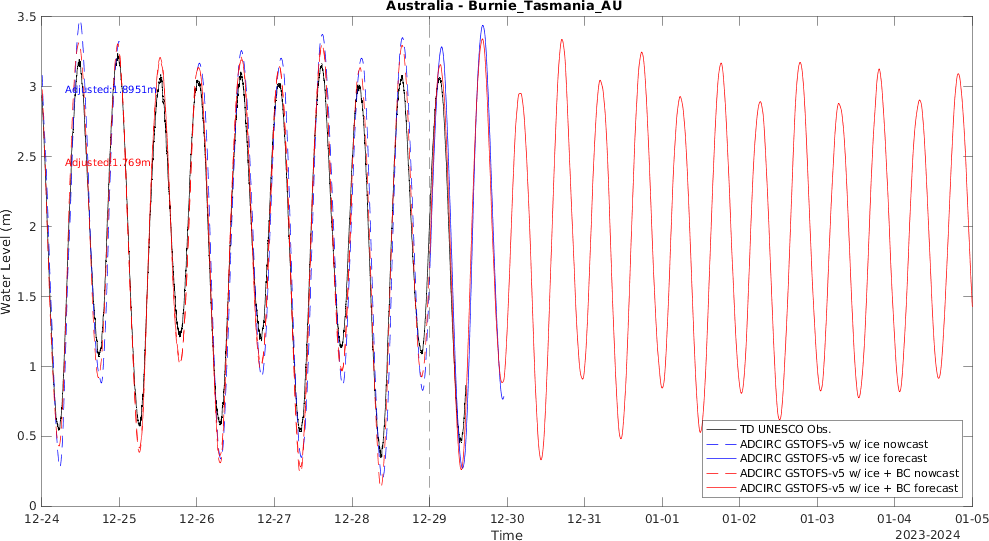 Australia - Burnie_Tasmania_AU
3.5
3
2.5
2
1.5
1
0.5
0
Water Level (m)
Adjusted:1.8951m
Adjusted:1.769m
TD UNESCO Obs.
ADCIRC GSTOFS-v5 w/ ice nowcast
ADCIRC GSTOFS-v5 w/ ice forecast
ADCIRC GSTOFS-v5 w/ ice + BC nowcast
ADCIRC GSTOFS-v5 w/ ice + BC forecast
12-24 12-25 12-26 12-27 12-28 12-29 12-30 12-31 01-01 01-02 01-03 01-04 01-05
Time
2023-2024